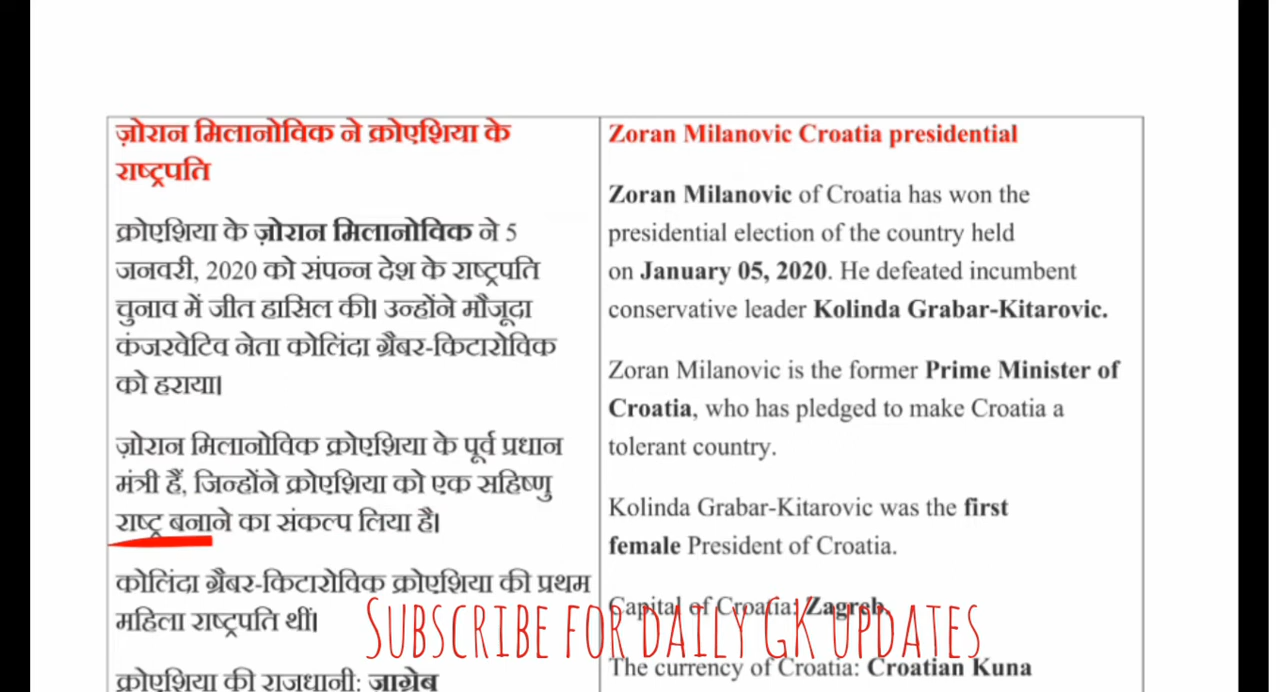 ज़ोरान मिलानोविक ने क्रोएशिया के
राष्ट्रपति
क्रोएशिया के ज़ोरान मिलानोविक ने 5
जनवरी, 2020 को संपन्न देश के राष्ट्रपति
चुनाव में जीत हासिल की। उन्होंने मौजूदा
कंजरवेटिव नेता कोलिंदा ग्रैबर-किटारोविक
को हराया।
ज़ोरान मिलानोविक क्रोएशिया के पूर्व प्रधान
मंत्री हैं, जिन्होंने क्रोएशिया को एक सहिष्णु
राष्ट्र बनाने का संकल्प लिया है।
कोलिंदा ग्रैबर-किटारोविक क्रोएशिया की प्रथम
महिला राष्ट्रपति थीं।
क्रोएशिया की राजधानी: जाग्रेब
Zoran Milanovic Croatia presidential
Zoran Milanovic of Croatia has won the
presidential election of the country held
on January 05, 2020. He defeated incumbent
conservative leader Kolinda Grabar-Kitarovic.
Zoran Milanovic is the former Prime Minister of
Croatia, who has pledged to make Croatia a
tolerant country.
Kolinda Grabar-Kitarovic was the first
female President of Croatia.
Capital of Croatia: Zagreb.
The currency of Croatia: Croatian Kuna
SUBSCRIBE FOR DAILY GK UPDATES